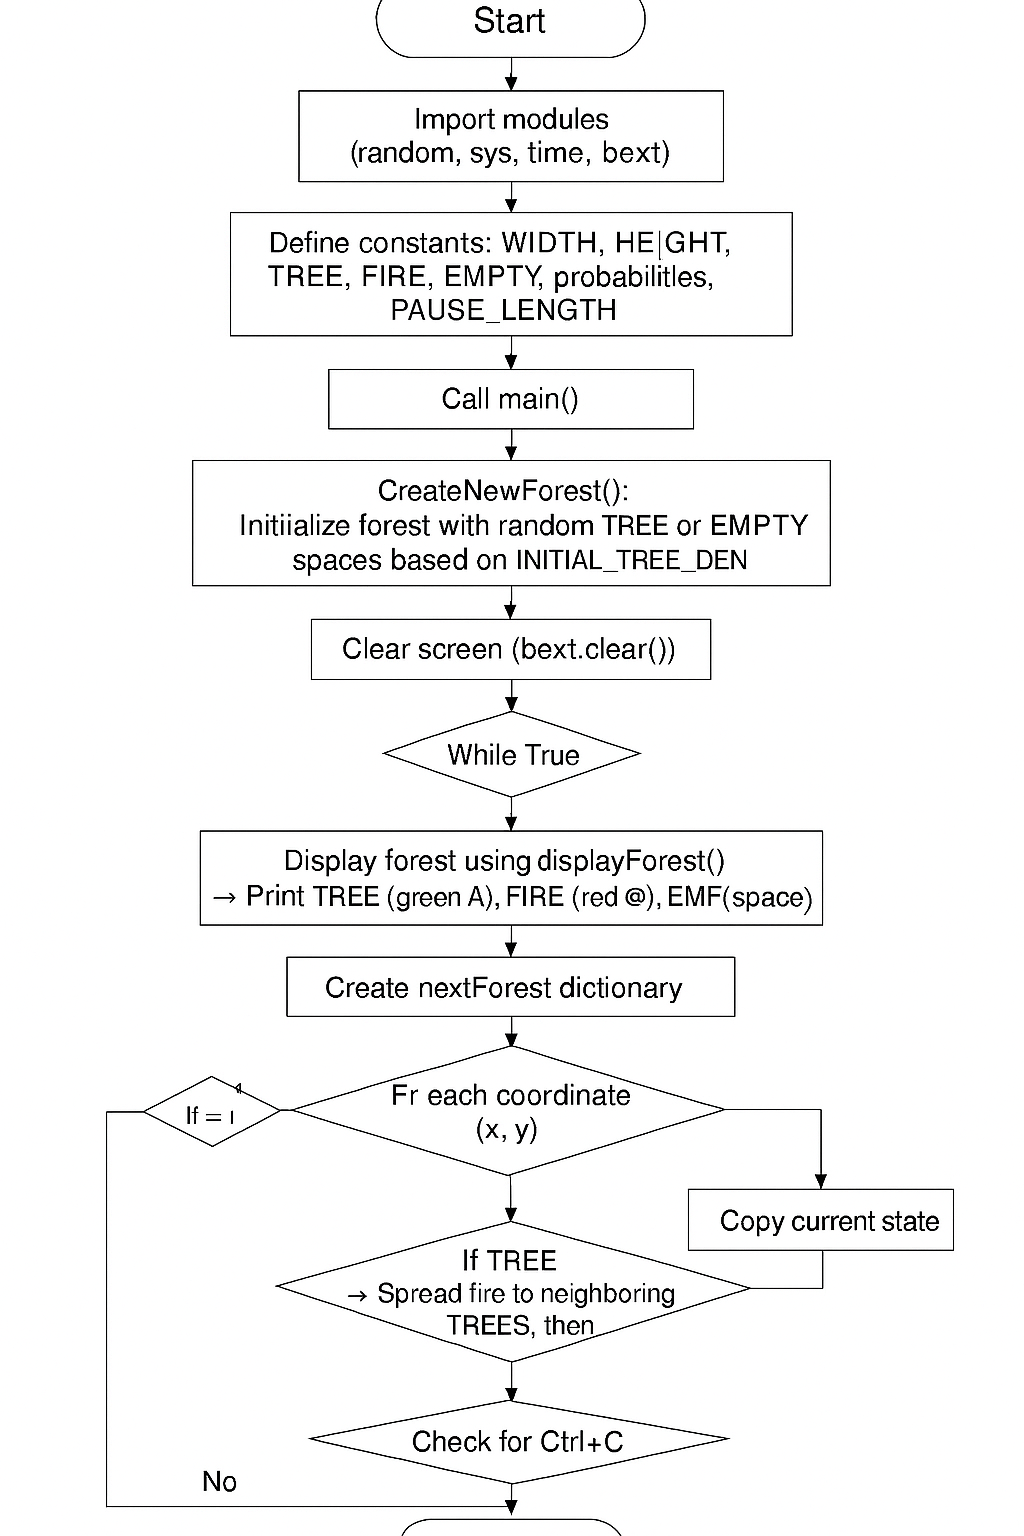 Start
Import modules
(random, sys, time, bext)
Define constants: WIDTH, HE|GHT,
TREE, FIRE, EMPTY, probabilitles,
PAUSE_LENGTH
Call main()
CreateNewForest():
Initiialize forest with random TREE or EMPTY
spaces based on INITIAL_TREE_DEN
Clear screen (bext.clear())
While True
Display forest using displayForest()
→ Print TREE (green A), FIRE (red @), EMF(space)
Create nextForest dictionary
Fr each coordinate
(x, y)
If = ı
Copy current state
If TREE
→ Spread fire to neighboring
TREES, then
Check for Ctrl+C
No